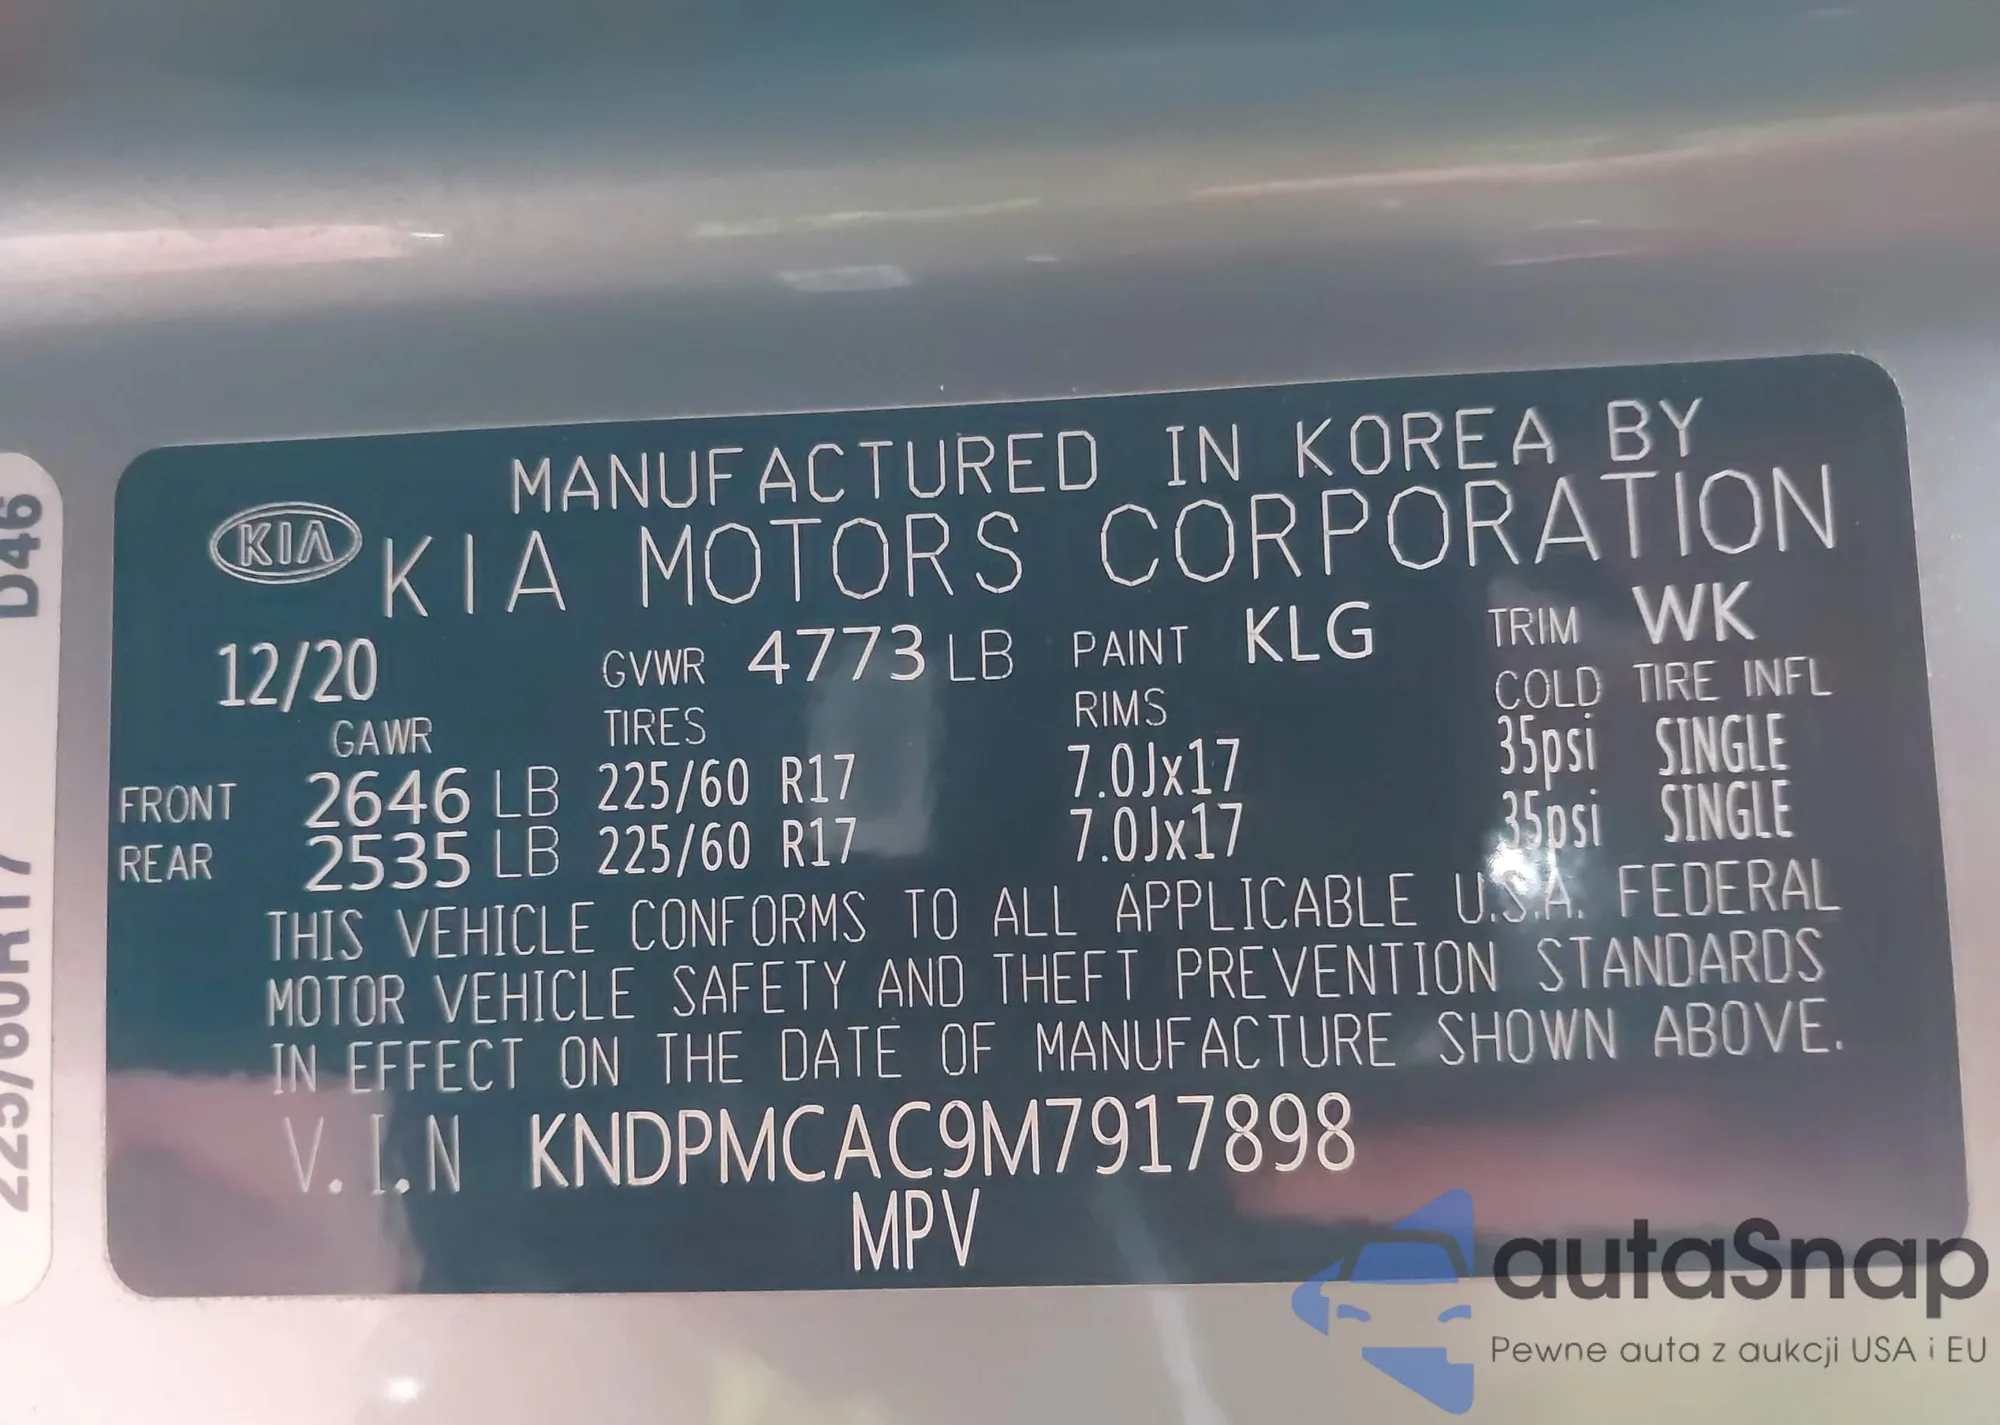 MANUFACTURED IN KOREA BY
KIA KIA MOTORS CORPORATION
12/20 GVWR 4773 LB PAINT KLG TRIM WK
GAWR TIRES RIMS COLD TIRE INFL
FRONT 2646 LB 225/60 R17 7.0Jx17 35psi SINGLE
REAR 2535 LB 225/60 R17 7.0Jx17 35psi SINGLE
THIS VEHICLE CONFORMS TO ALL APPLICABLE U.S.A. FEDERAL
MOTOR VEHICLE SAFETY AND THEFT PREVENTION STANDARDS
IN EFFECT ON THE DATE OF MANUFACTURE SHOWN ABOVE.
V.I.N KNDPMCAC9M7917898
MPV
225/60R17 D46
autaSnap
Pewne auta z aukcji USA i EU